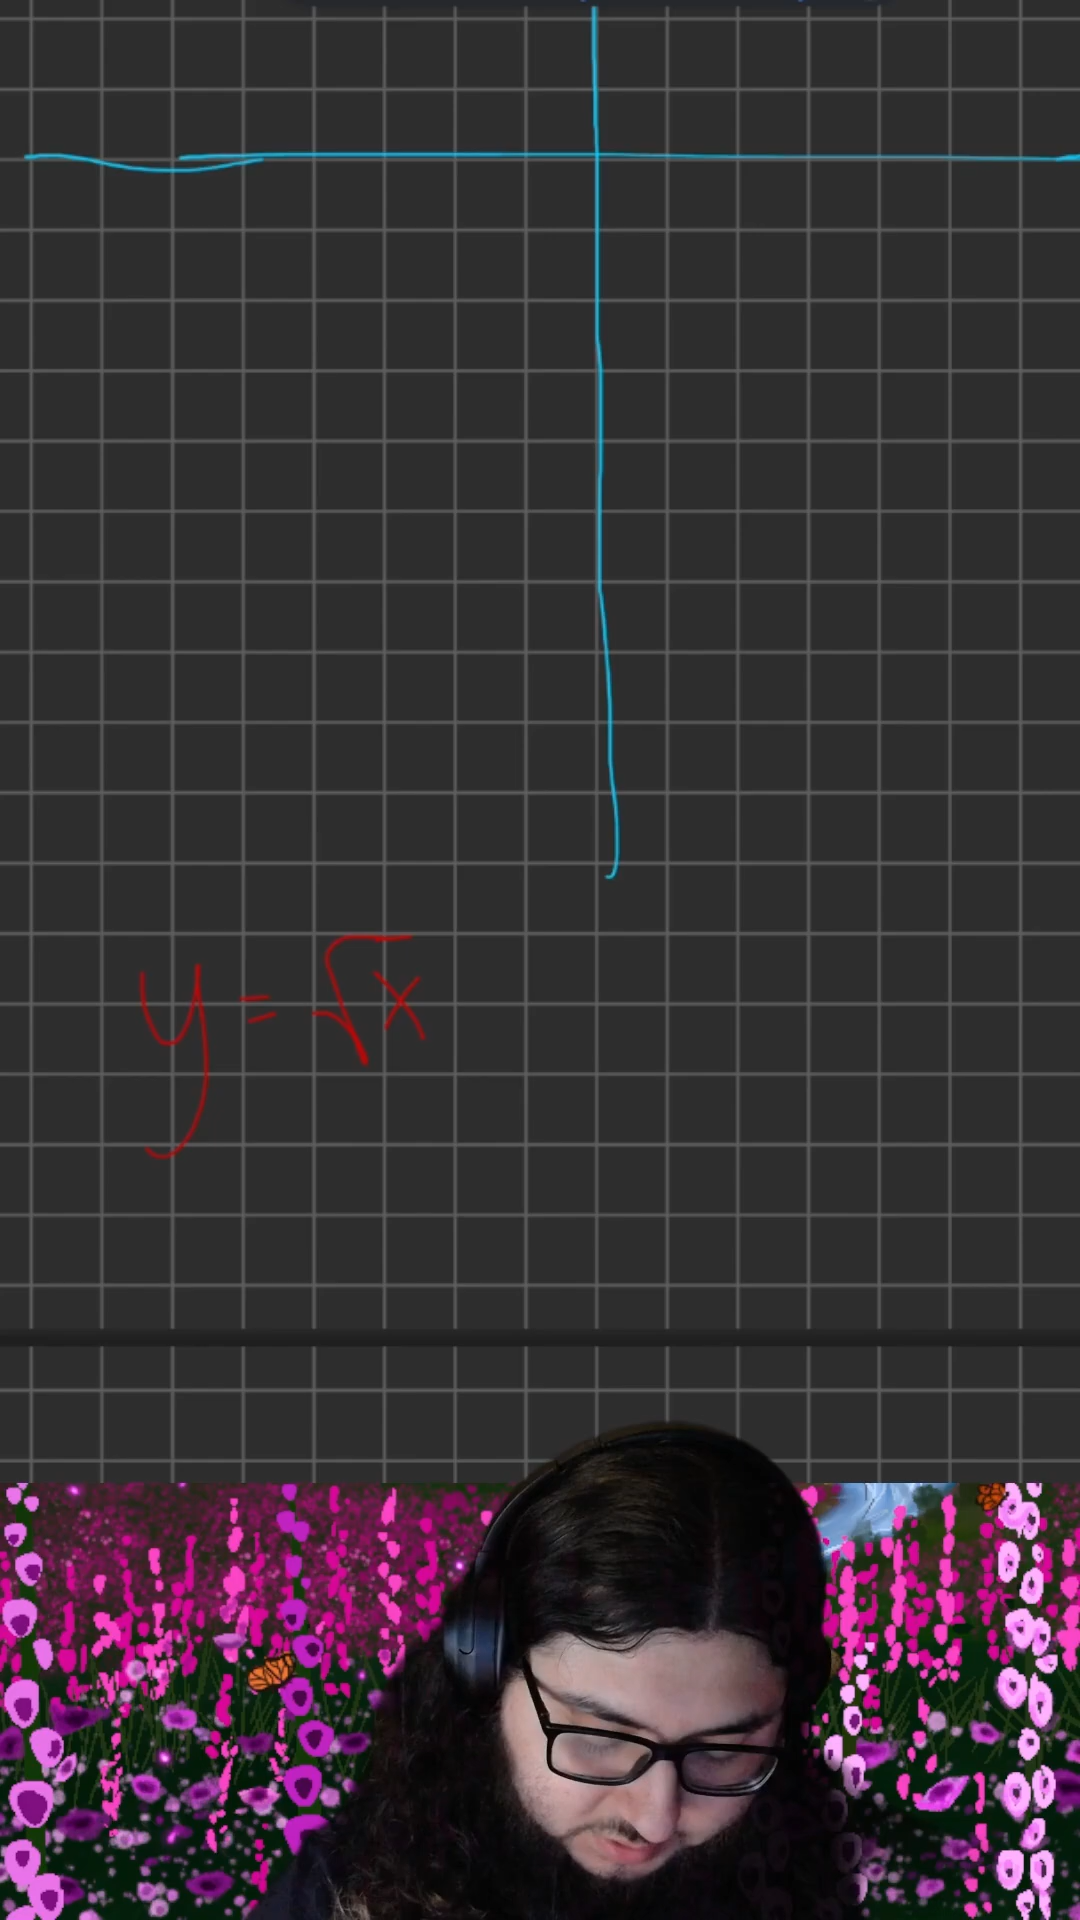 y = √x